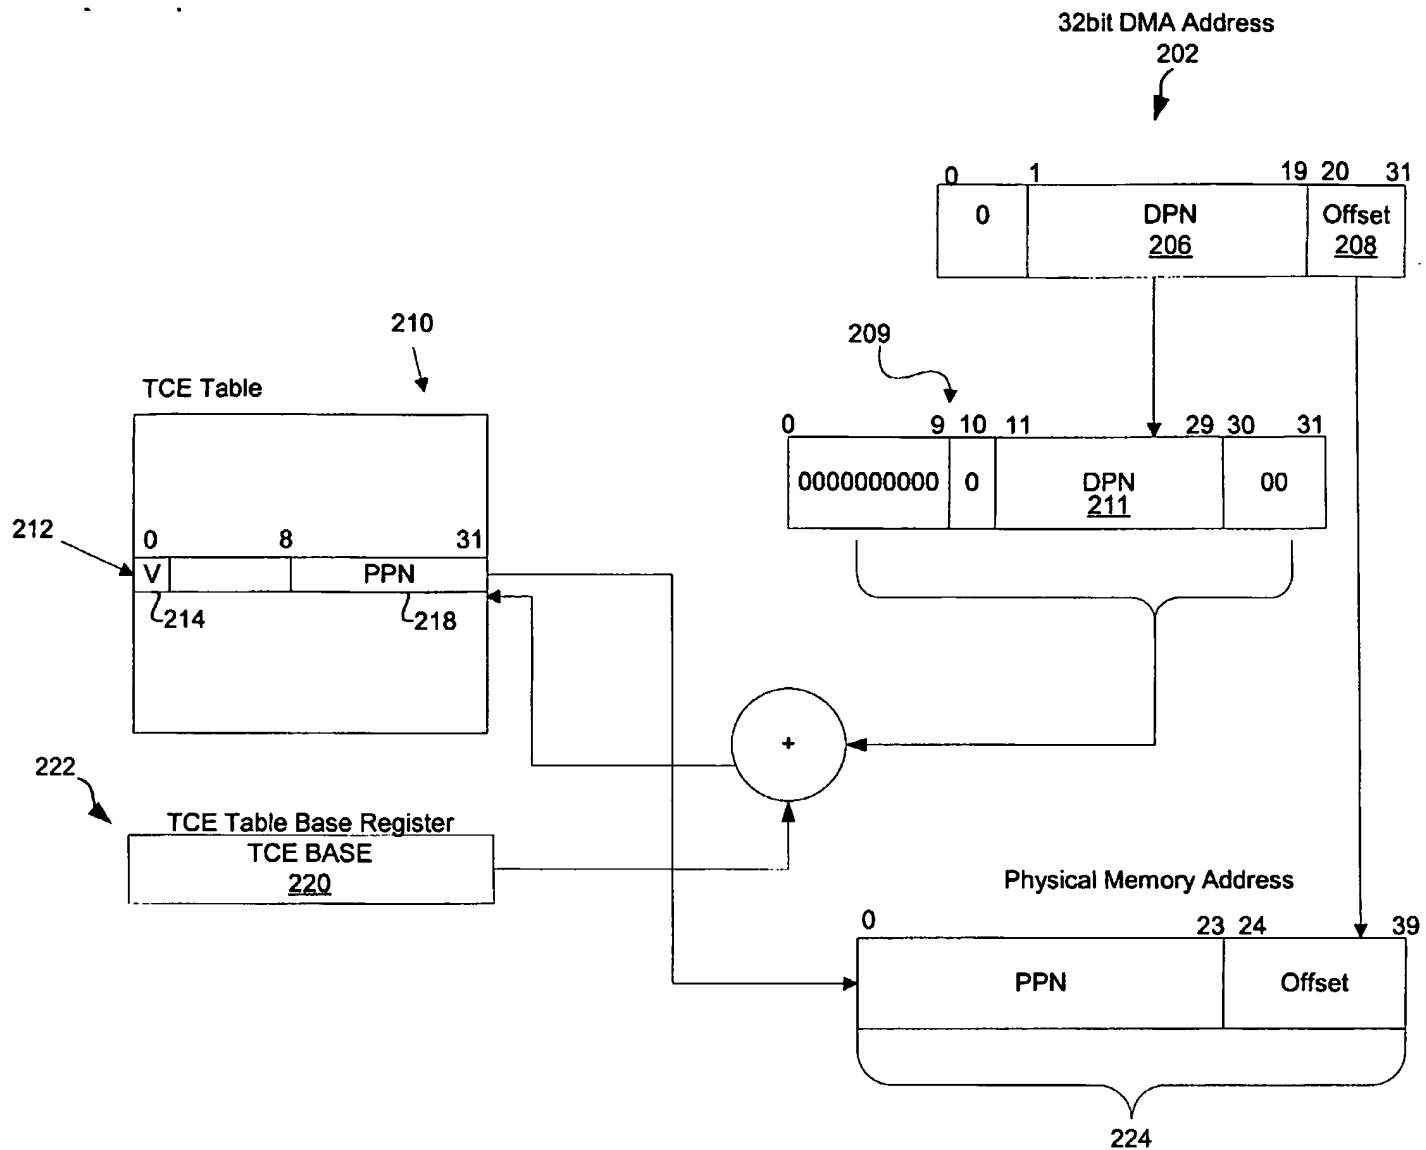 32bit DMA Address
202
0 1 19 20 31
0 DPN Offset
206 208
210
209
TCE Table
0 9 10 11 29 30 31
0000000000 0 DPN 00
211
212
0 8 31
V PPN
214 218
+
222
TCE Table Base Register
TCE BASE
220
Physical Memory Address
0 23 24 39
PPN Offset
224